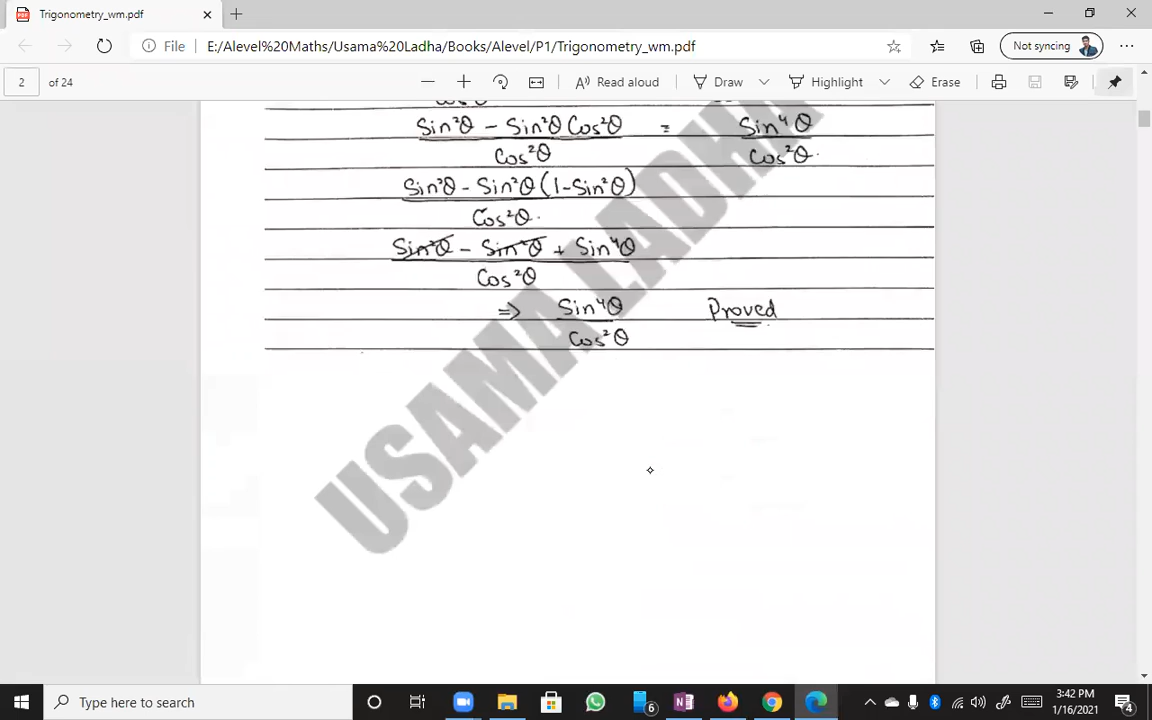 Trigonometry_wm.pdf
File E:/Alevel%20Maths/Usama%20Ladha/Books/Alevel/P1/Trigonometry_wm.pdf Not syncing
2 of 24 Read aloud Draw Highlight Erase
Sin²θ - Sin²θ Cos²θ = Sin⁴θ
Cos²θ Cos²θ.
Sin²θ - Sin²θ (1-Sin²θ)
Cos²θ.
Sin²θ - Sin²θ + Sin⁴θ
Cos²θ
⇒ Sin⁴θ Proved
Cos²θ
USAMA LADHA
Type here to search 6 3:42 PM
1/16/2021 4